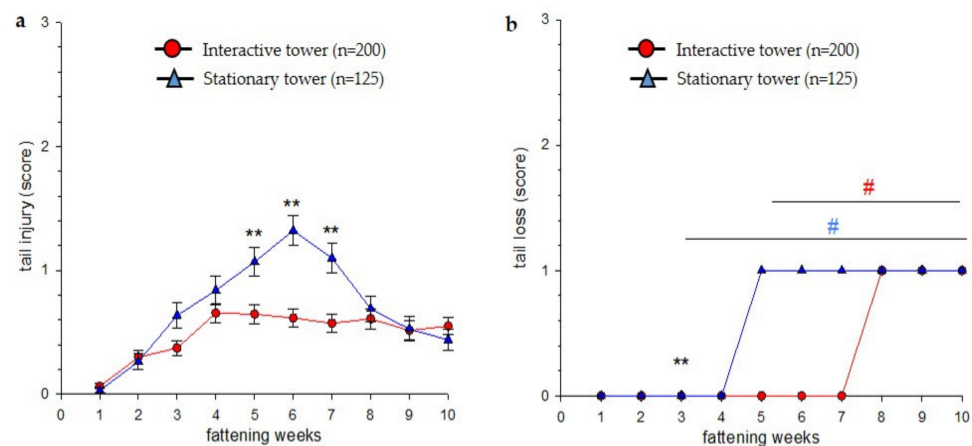 a
3
2
1
0
tail injury (score)
Interactive tower (n=200)
Stationary tower (n=125)
**
**
**
0 1 2 3 4 5 6 7 8 9 10
fattening weeks
b
3
2
1
0
tail loss (score)
Interactive tower (n=200)
Stationary tower (n=125)
#
#
**
0 1 2 3 4 5 6 7 8 9 10
fattening weeks